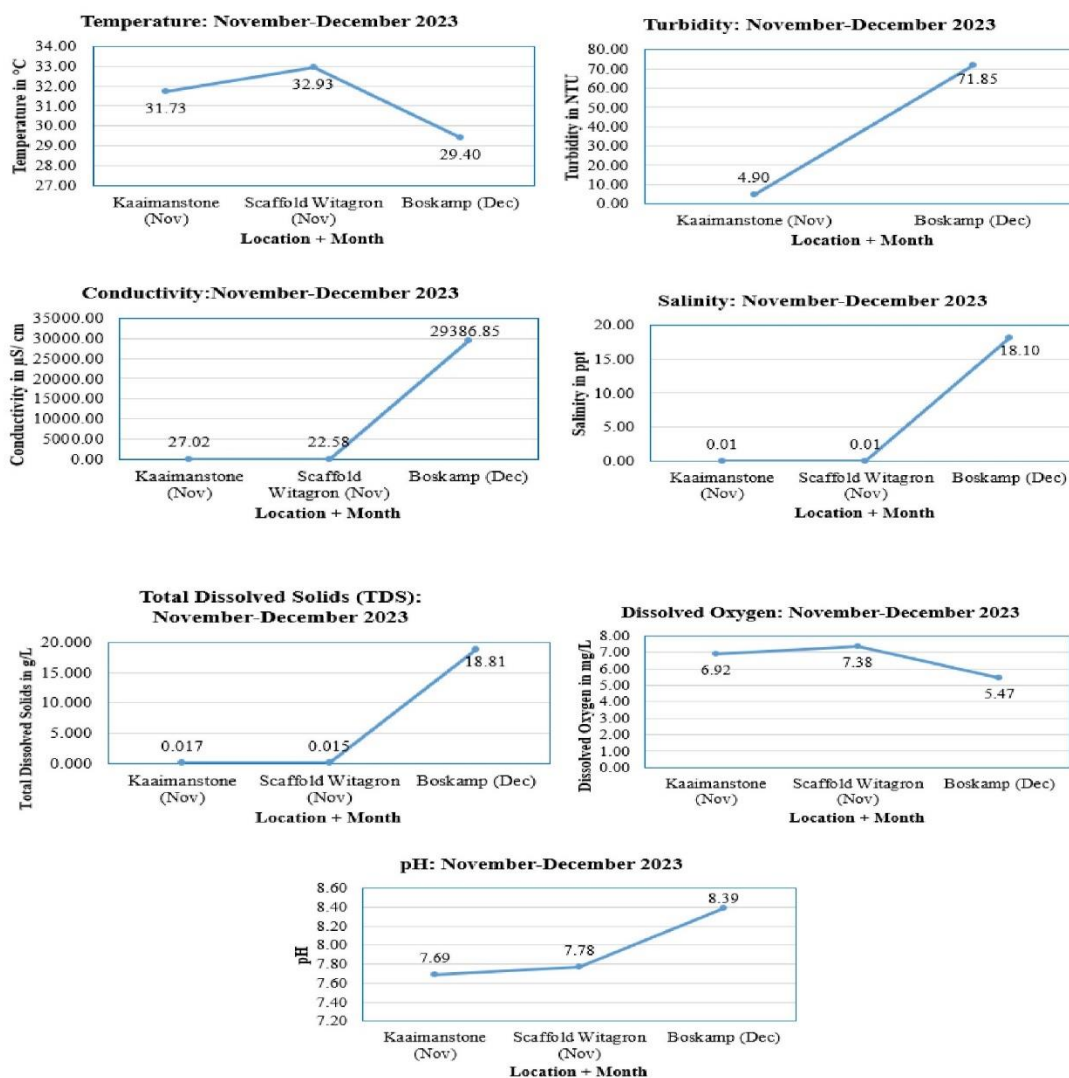 Temperature: November-December 2023
Temperature in °C
34.00
33.00
32.00
31.00
30.00
29.00
28.00
27.00
31.73
32.93
29.40
Kaaimanstone
(Nov)
Scaffold Witagron
(Nov)
Boskamp (Dec)
Location + Month
Turbidity: November-December 2023
Turbidity in NTU
80.00
70.00
60.00
50.00
40.00
30.00
20.00
10.00
0.00
4.90
71.85
Kaaimanstone (Nov)
Boskamp (Dec)
Location + Month
Conductivity:November-December 2023
Conductivity in µS/ cm
35000.00
30000.00
25000.00
20000.00
15000.00
10000.00
5000.00
0.00
27.02
22.58
29386.85
Kaaimanstone
(Nov)
Scaffold
Witagron (Nov)
Boskamp (Dec)
Location + Month
Salinity: November-December 2023
Salinity in ppt
20.00
15.00
10.00
5.00
0.00
0.01
0.01
18.10
Kaaimanstone
(Nov)
Scaffold Witagron
(Nov)
Boskamp (Dec)
Location + Month
Total Dissolved Solids (TDS):
November-December 2023
Total Dissolved Solids in g/L
20.000
15.000
10.000
5.000
0.000
0.017
0.015
18.81
Kaaimanstone
(Nov)
Scaffold Witagron
(Nov)
Boskamp (Dec)
Location + Month
Dissolved Oxygen: November-December 2023
Dissolved Oxygen in mg/L
8.00
7.00
6.00
5.00
4.00
3.00
2.00
1.00
0.00
6.92
7.38
5.47
Kaaimanstone
(Nov)
Scaffold Witagron
(Nov)
Boskamp (Dec)
Location + Month
pH: November-December 2023
pH
8.60
8.40
8.20
8.00
7.80
7.60
7.40
7.20
7.69
7.78
8.39
Kaaimanstone
(Nov)
Scaffold Witagron
(Nov)
Boskamp (Dec)
Location + Month